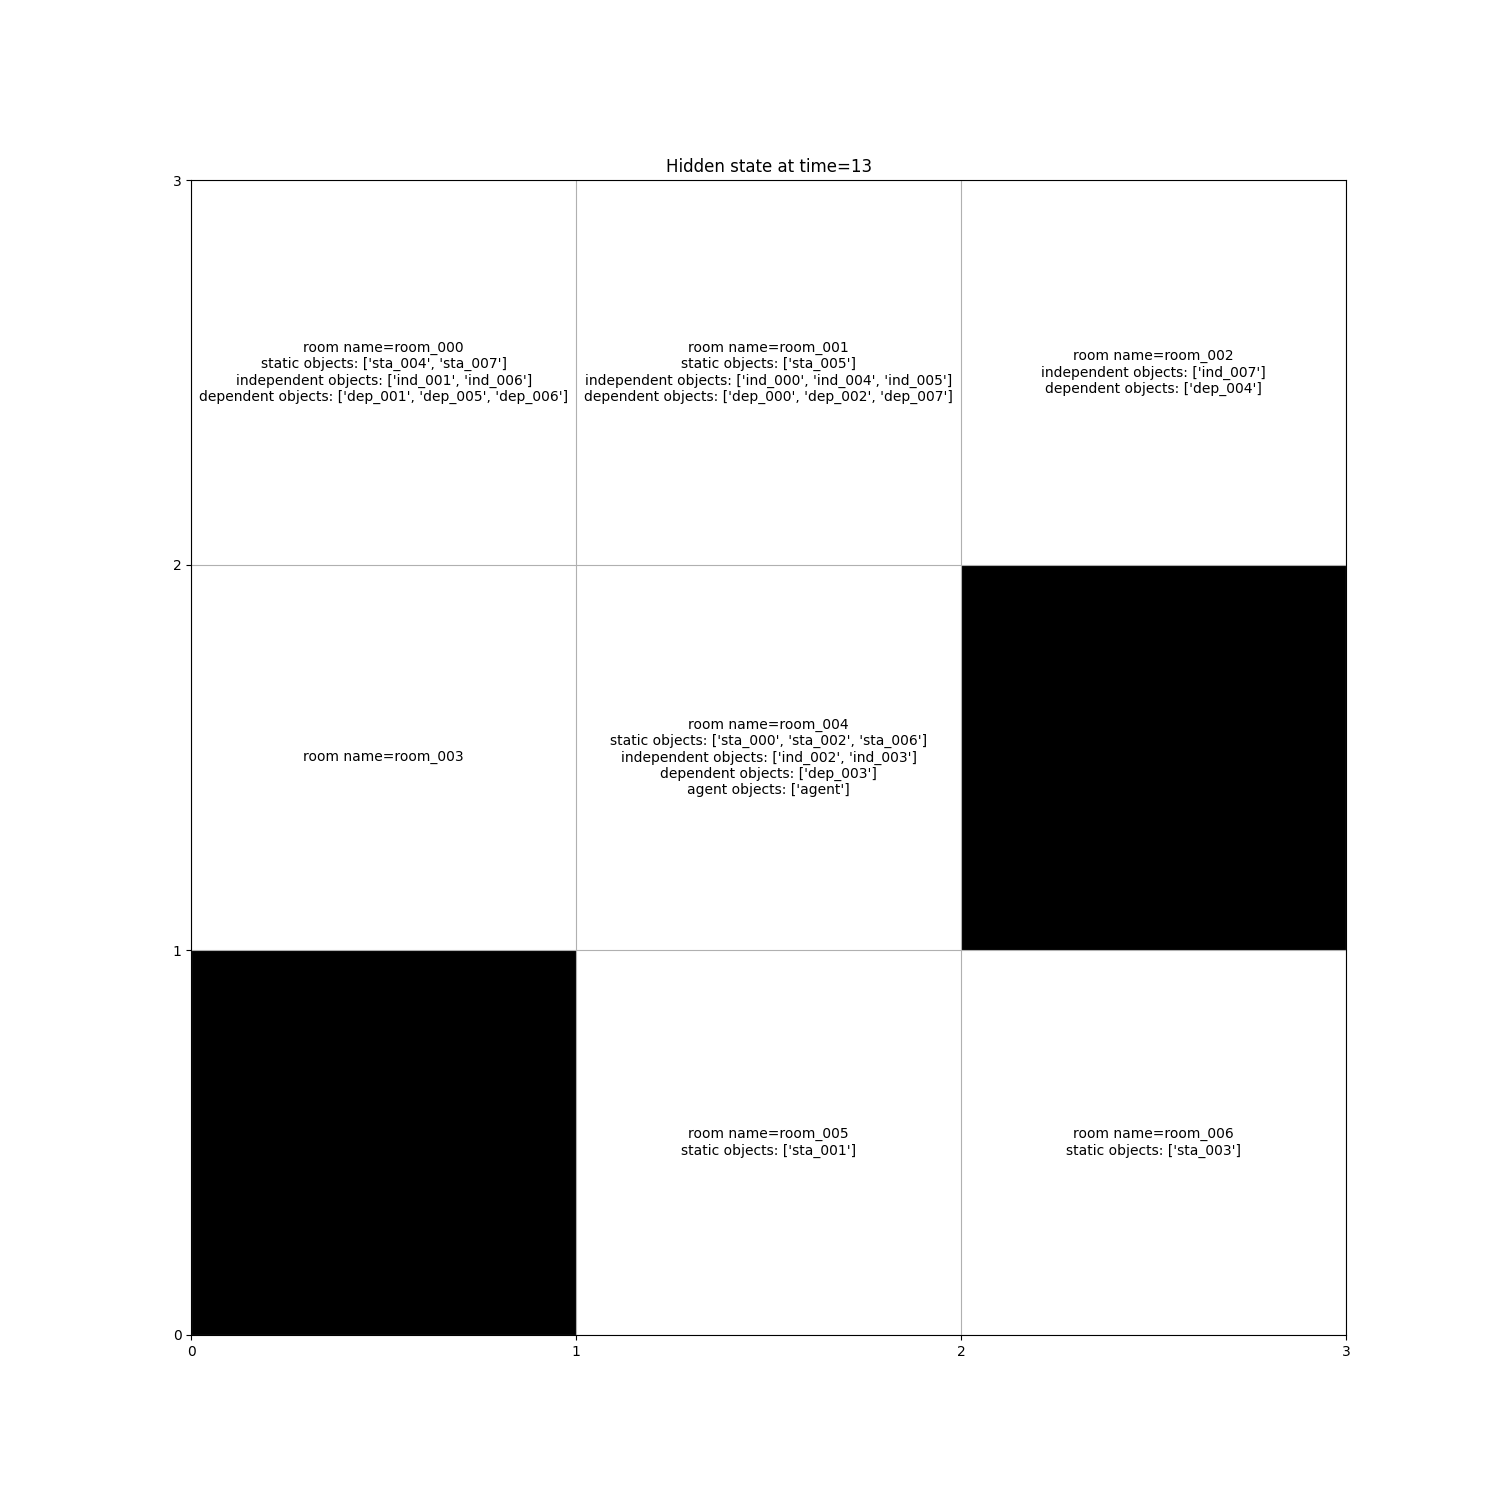 Hidden state at time=13
3
room name=room_000
static objects: ['sta_004', 'sta_007']
independent objects: ['ind_001', 'ind_006']
dependent objects: ['dep_001', 'dep_005', 'dep_006']
room name=room_001
static objects: ['sta_005']
independent objects: ['ind_000', 'ind_004', 'ind_005']
dependent objects: ['dep_000', 'dep_002', 'dep_007']
room name=room_002
independent objects: ['ind_007']
dependent objects: ['dep_004']
2
room name=room_003
room name=room_004
static objects: ['sta_000', 'sta_002', 'sta_006']
independent objects: ['ind_002', 'ind_003']
dependent objects: ['dep_003']
agent objects: ['agent']
1
room name=room_005
static objects: ['sta_001']
room name=room_006
static objects: ['sta_003']
0
0
1
2
3